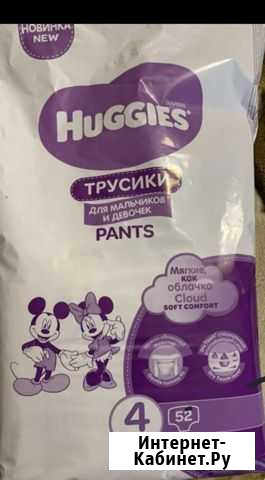 НОВИНКА
NEW
HUGGIES
ТРУСИКИ
ДЛЯ МАЛЬЧИКОВ
И ДЕВОЧЕК
PANTS
Мягкие,
как
облачко
Cloud
SOFT COMFORT
4
52
Интернет-
Кабинет.Ру